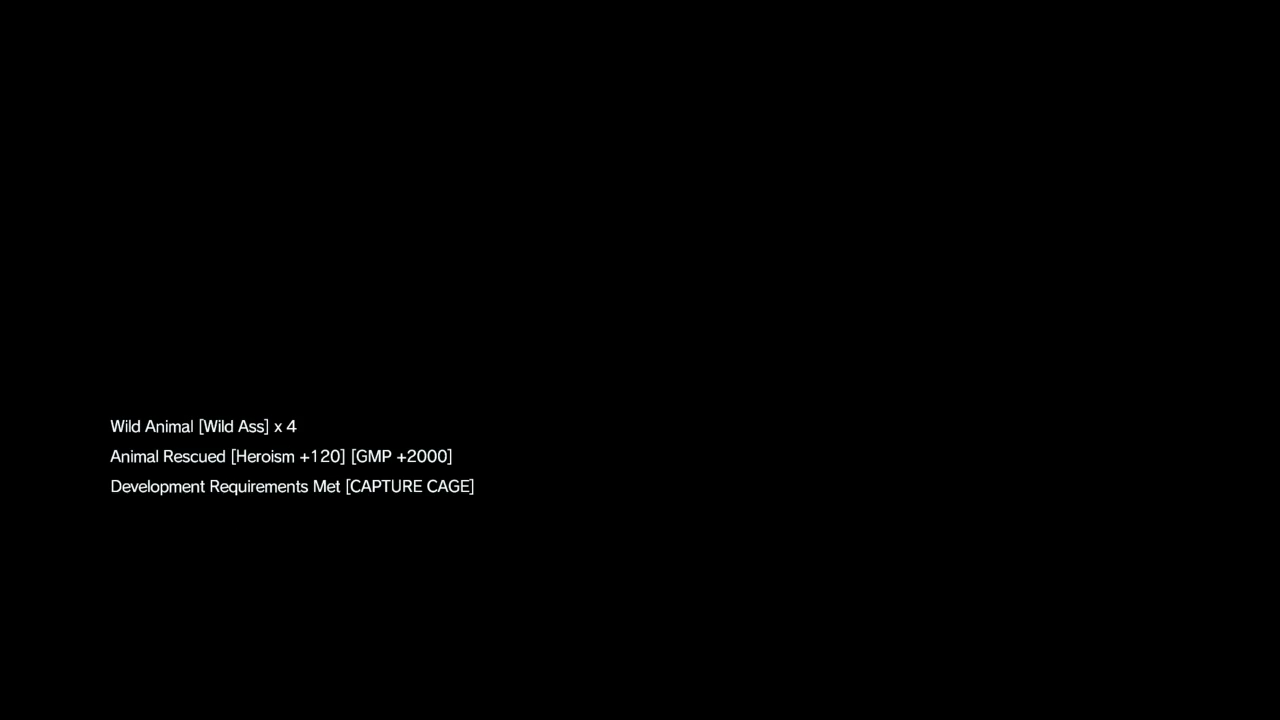 Wild Animal [Wild Ass] x 4
Animal Rescued [Heroism +120] [GMP +2000]
Development Requirements Met [CAPTURE CAGE]